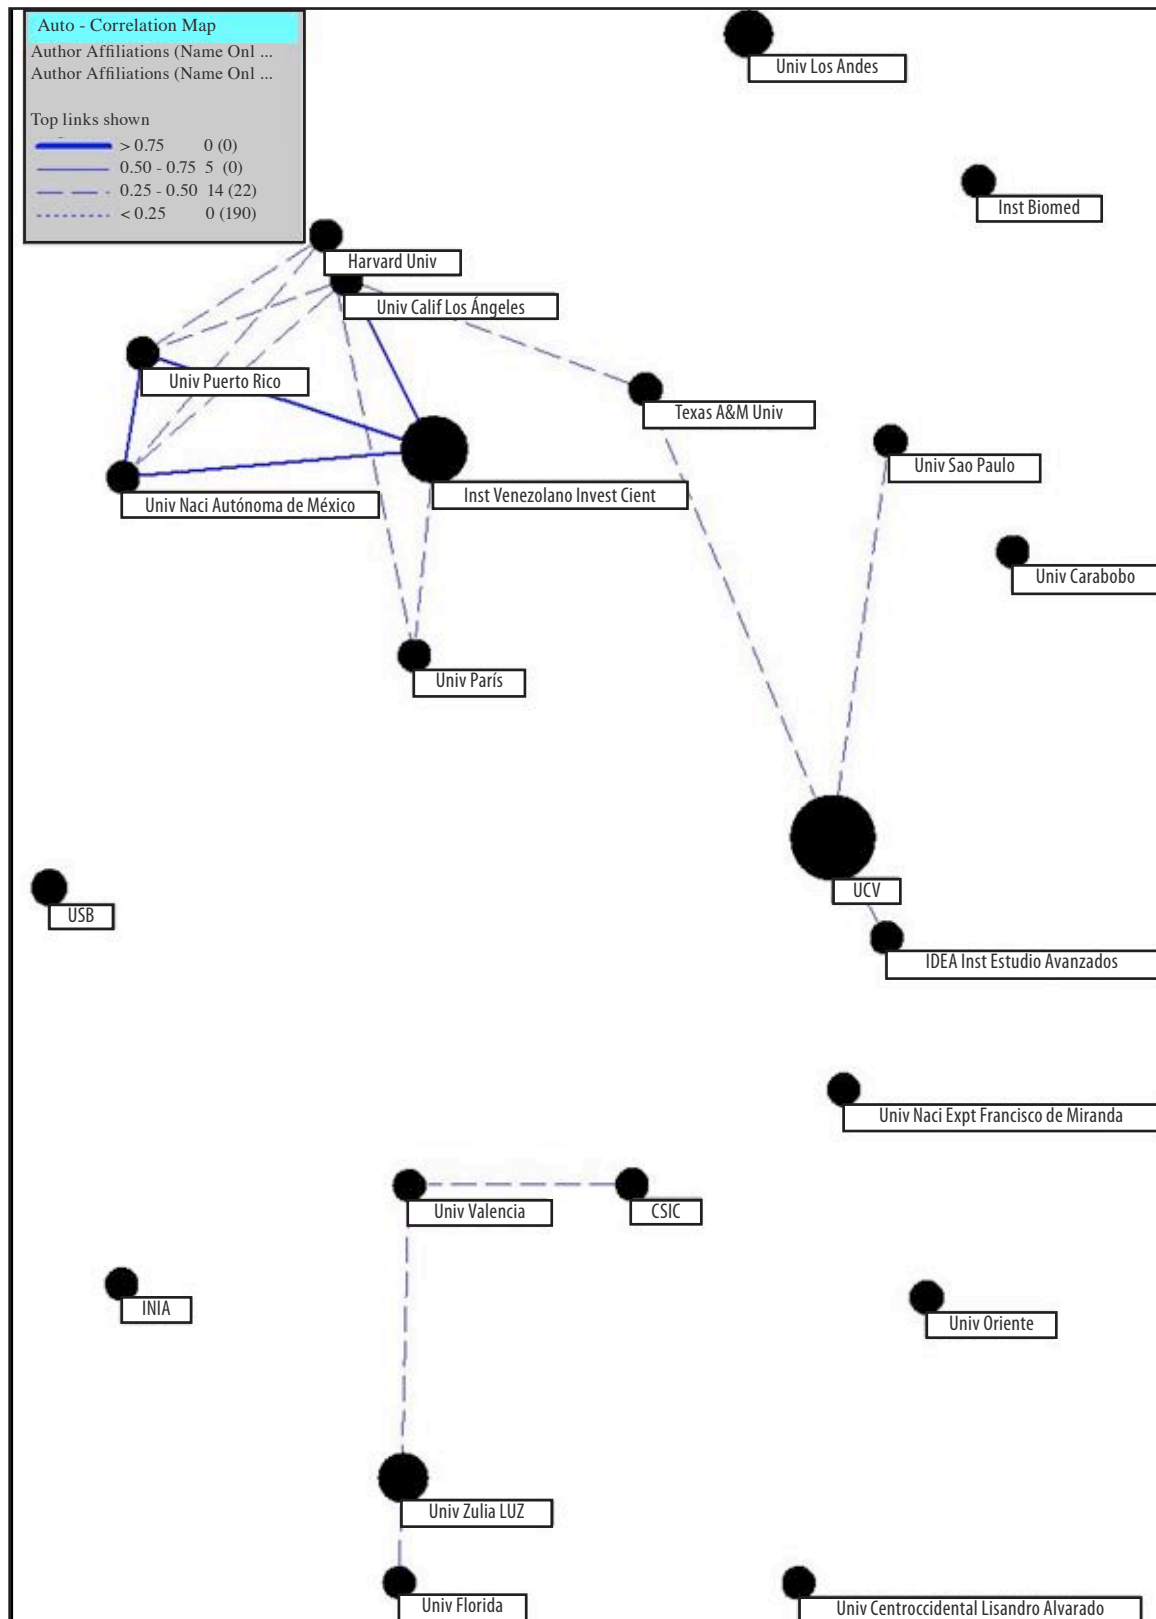 Auto - Correlation Map
Author Affiliations (Name Onl ...
Author Affiliations (Name Onl ...
Top links shown
> 0.75 0 (0)
0.50 - 0.75 5 (0)
0.25 - 0.50 14 (22)
< 0.25 0 (190)
Univ Los Andes
Inst Biomed
Harvard Univ
Univ Calif Los Ángeles
Univ Puerto Rico
Texas A&M Univ
Univ Sao Paulo
Inst Venezolano Invest Cient
Univ Naci Autónoma de México
Univ Carabobo
Univ París
UCV
USB
IDEA Inst Estudio Avanzados
Univ Naci Expt Francisco de Miranda
Univ Valencia
CSIC
INIA
Univ Oriente
Univ Zulia LUZ
Univ Florida
Univ Centroccidental Lisandro Alvarado